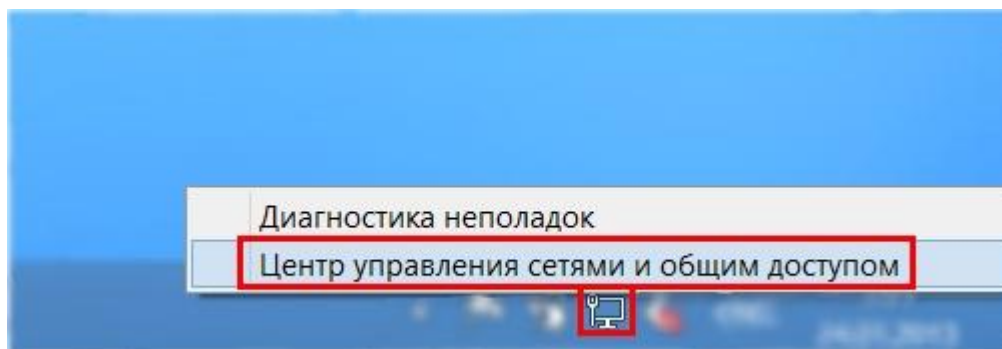 Диагностика неполадок
Центр управления сетями и общим доступом